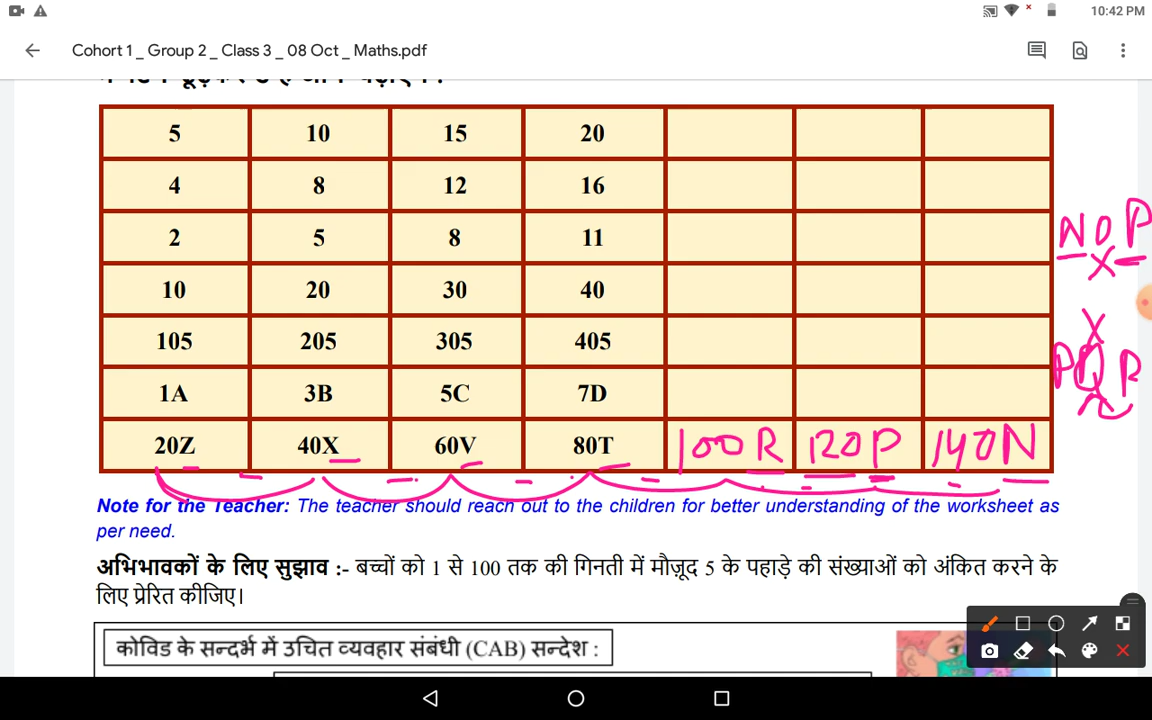 10:42 PM
Cohort 1 _ Group 2 _ Class 3 _ 08 Oct _ Maths.pdf
5 10 15 20
4 8 12 16
2 5 8 11
10 20 30 40
105 205 305 405
1A 3B 5C 7D
20Z 40X 60V 80T 100R 120P 140N
NOP
X
X
PQR
Note for the Teacher: The teacher should reach out to the children for better understanding of the worksheet as
per need.
अभिभावकों के लिए सुझाव :- बच्चों को 1 से 100 तक की गिनती में मौजूद 5 के पहाड़े की संख्याओं को अंकित करने के
लिए प्रेरित कीजिए।
कोविड के सन्दर्भ में उचित व्यवहार संबंधी (CAB) सन्देश :